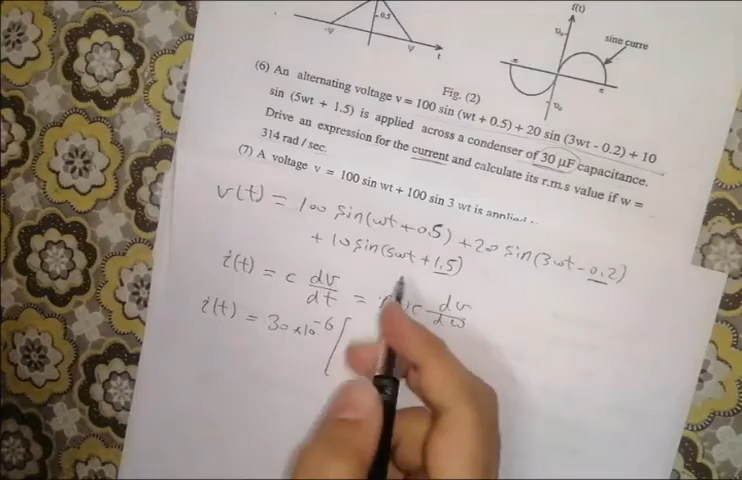 f(t)
0.5
sine curre
t
Fig. (2)
(6) An alternating voltage v = 100 sin (wt + 0.5) + 20 sin (3wt - 0.2) + 10
sin (5wt + 1.5) is applied across a condenser of 30 µF capacitance.
Drive an expression for the current and calculate its r.m.s value if w =
314 rad / sec.
(7) A voltage v = 100 sin wt + 100 sin 3 wt is applied
v(t) = 100 sin(wt + 0.5) + 20 sin(3wt - 0.2)
+ 10 sin(5wt + 1.5)
i(t) = c dv/dt = c dv/dω
i(t) = 30 x 10^-6 [